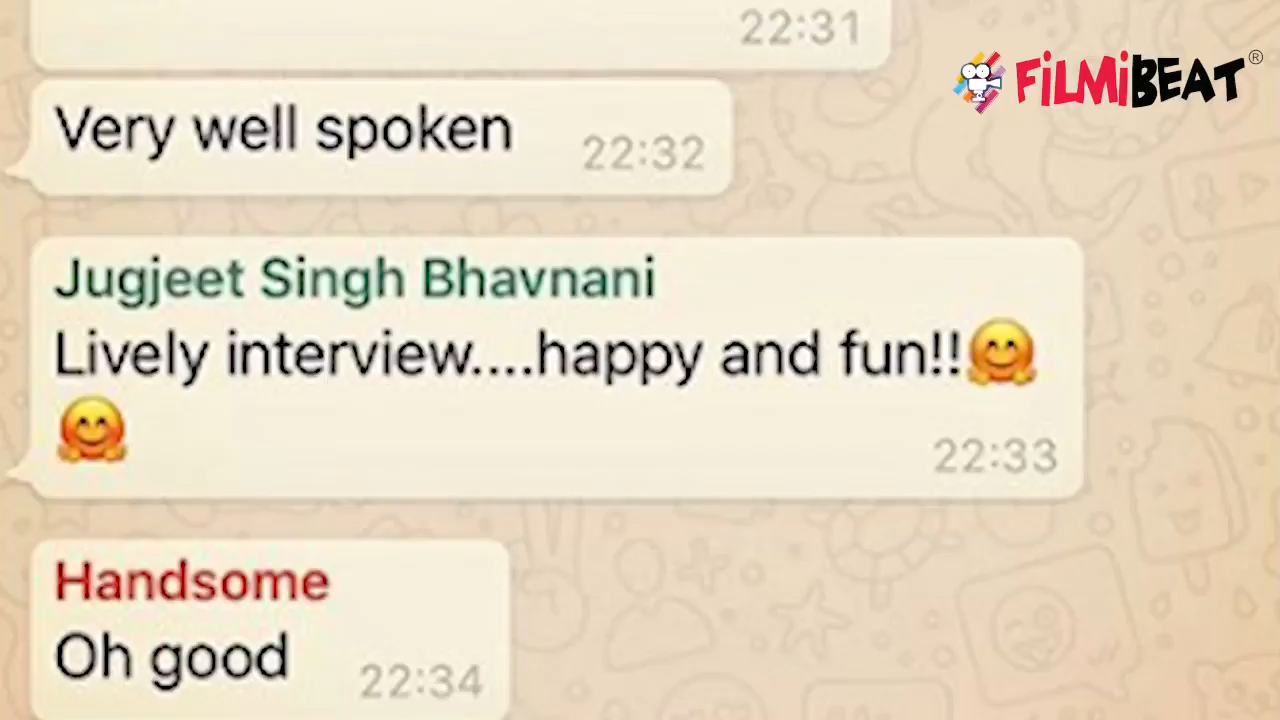 22:31
FiLMiBEAT®
Very well spoken
22:32
Jugjeet Singh Bhavnani
Lively interview....happy and fun!!🤗
🤗
22:33
Handsome
Oh good
22:34